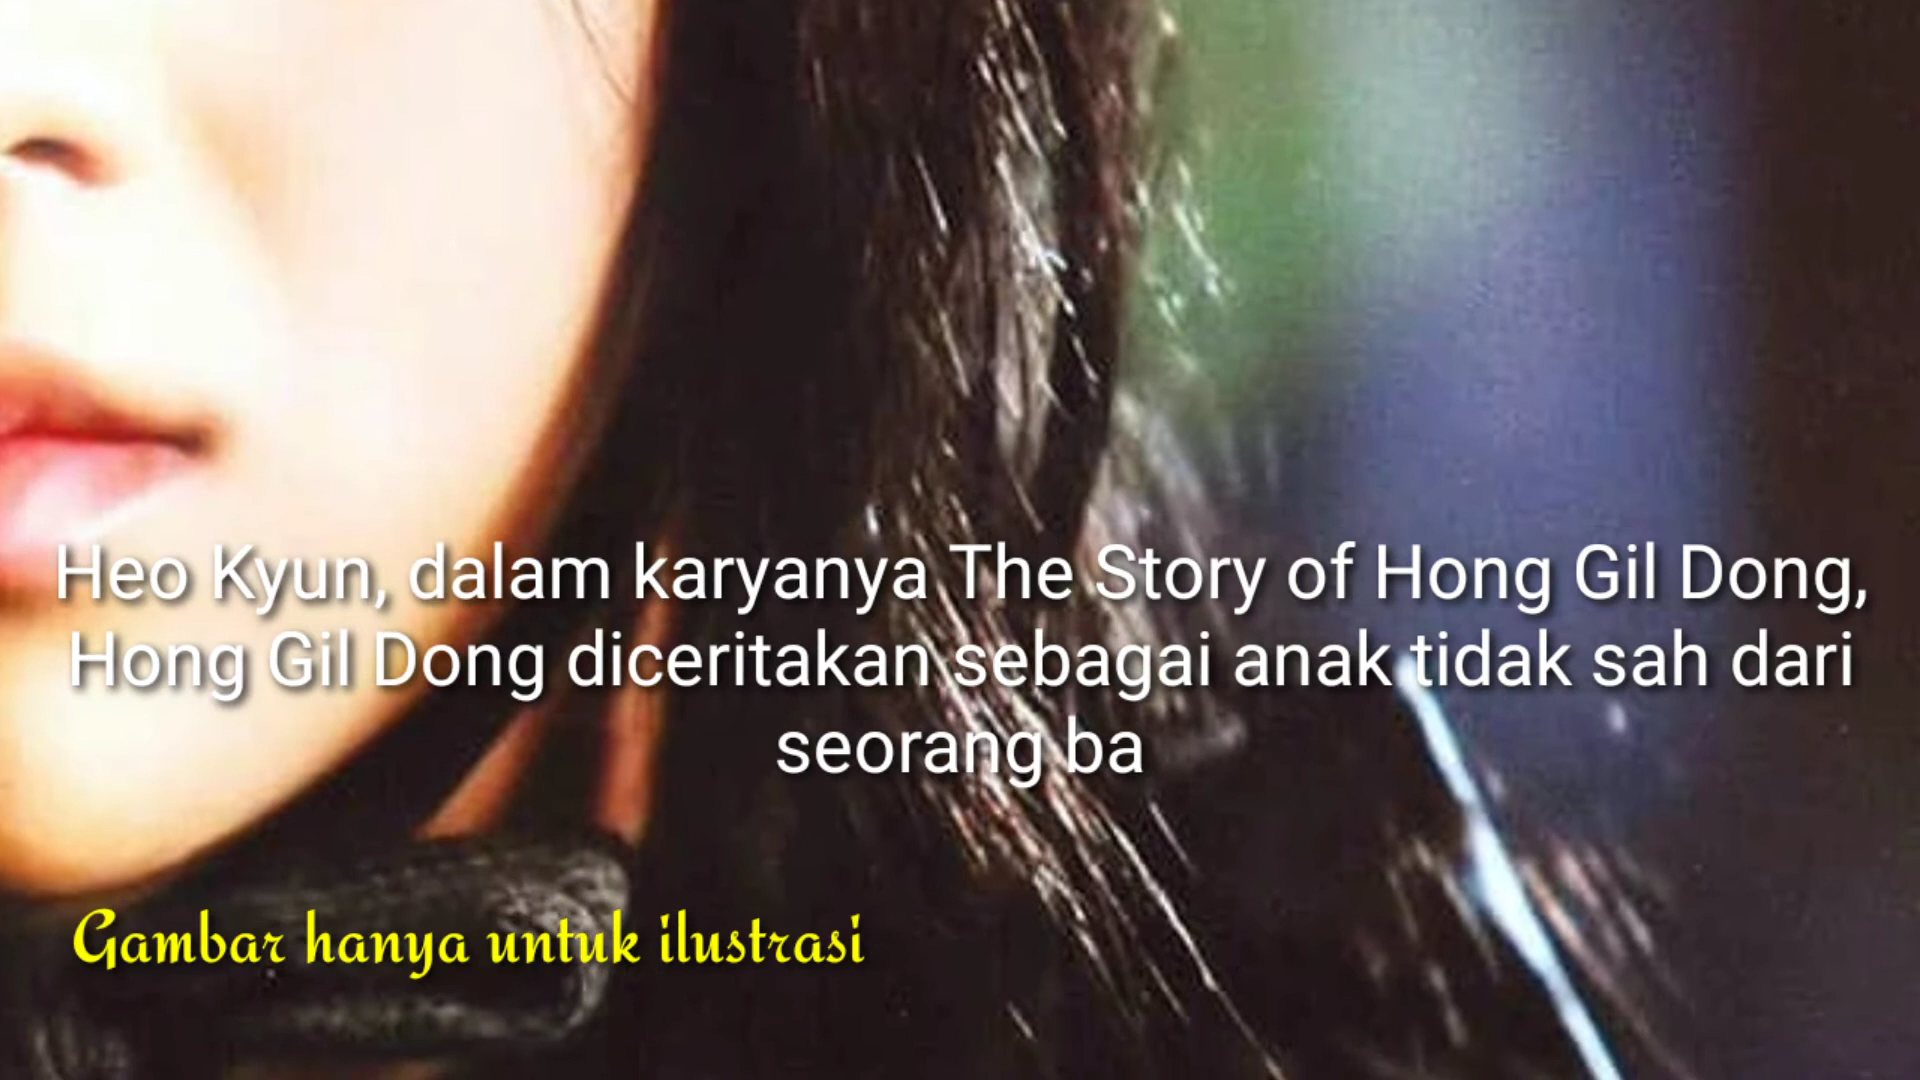 Heo Kyun, dalam karyanya The Story of Hong Gil Dong,
Hong Gil Dong diceritakan sebagai anak tidak sah dari
seorang ba
Gambar hanya untuk ilustrasi